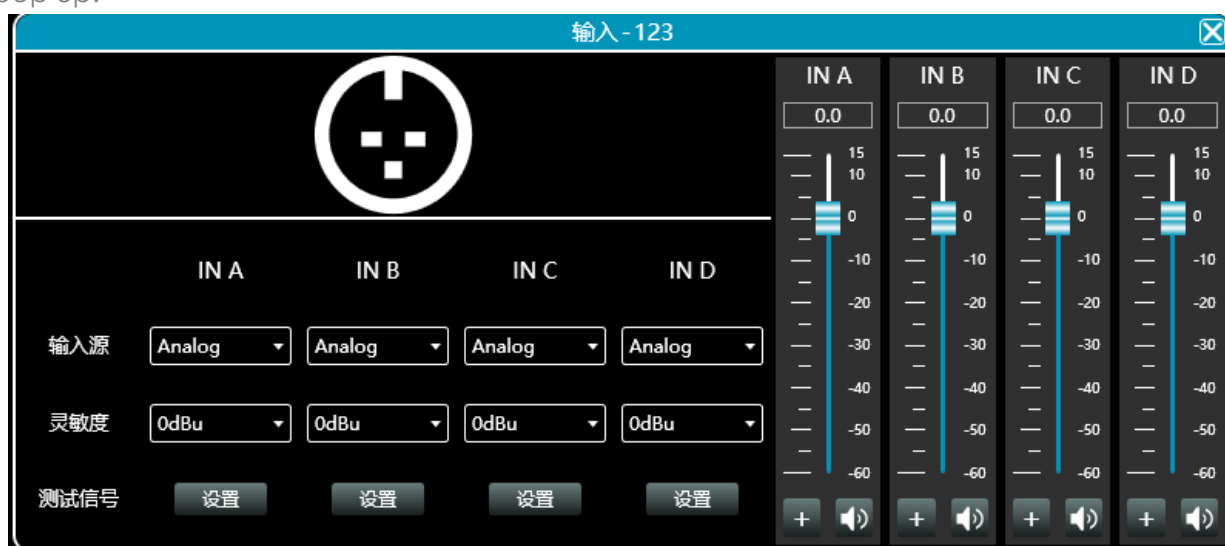 输入-123
IN A IN B IN C IN D
0.0 0.0 0.0 0.0
15 15 15 15
10 10 10 10
0 0 0 0
-10 -10 -10 -10
-20 -20 -20 -20
-30 -30 -30 -30
-40 -40 -40 -40
-50 -50 -50 -50
-60 -60 -60 -60
+ + + +
IN A IN B IN C IN D
输入源 Analog Analog Analog Analog
灵敏度 0dBu 0dBu 0dBu 0dBu
测试信号 设置 设置 设置 设置